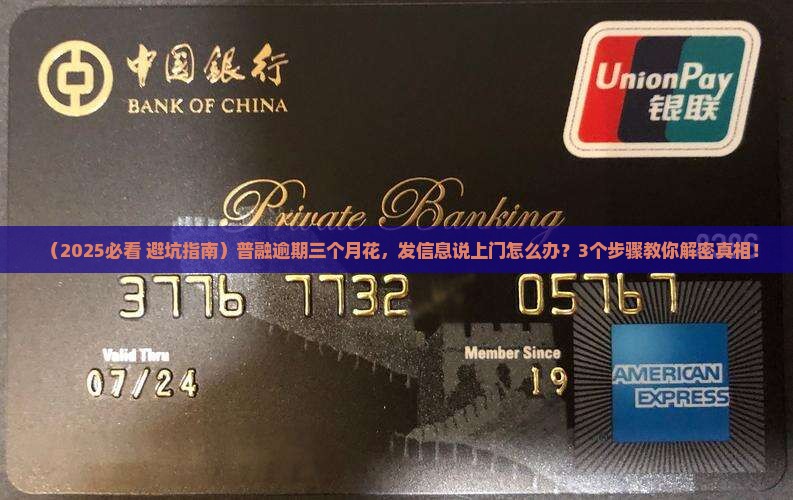 中国銀行
BANK OF CHINA
UnionPay
银联
Private Banking
（2025必看 避坑指南）普融逾期三个月花，发信息说上门怎么办？3个步骤教你解密真相！
3776 7732 05767
Valid Thru
07/24
Member Since
19
AMERICAN
EXPRESS